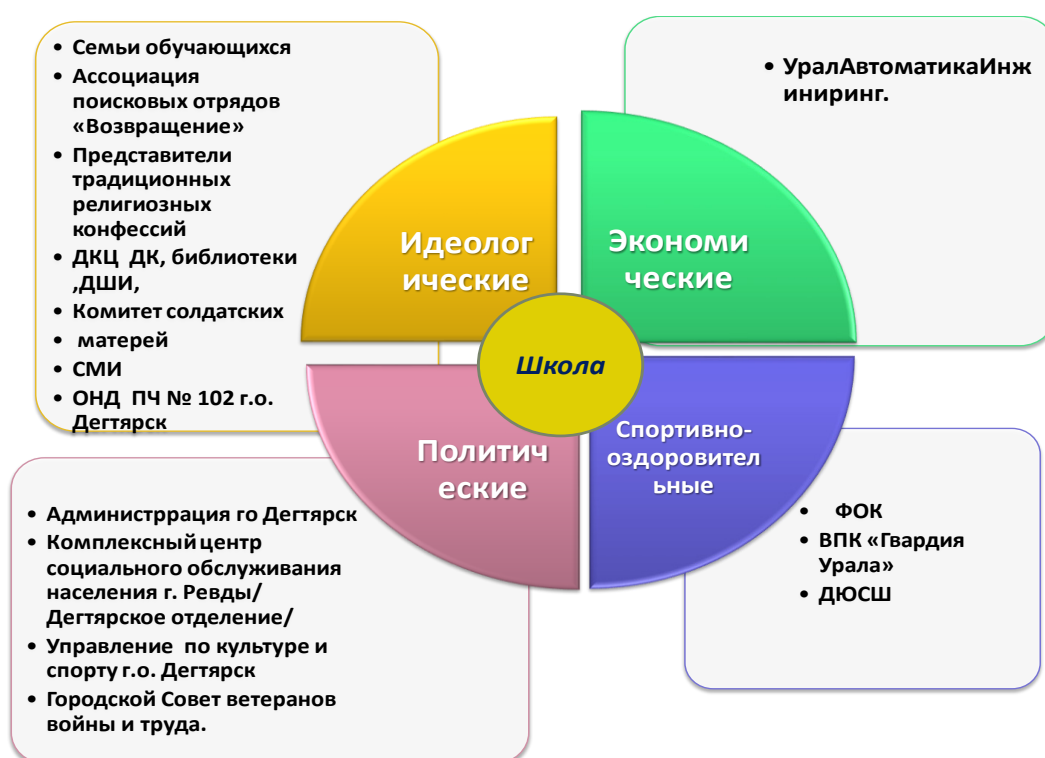 • Семьи обучающихся
• Ассоциация
поисковых отрядов
«Возвращение»
• Представители
традиционных
религиозных
конфессий
• ДКЦ ДК, библиотеки
,ДШИ,
• Комитет солдатских
• матерей
• СМИ
• ОНД ПЧ № 102 г.о.
Дегтярск
• УралАвтоматикаИнж
иниринг.
Идеолог
ические
Экономи
ческие
Школа
Политич
еские
Спортивно-
оздоровител
ьные
• Администррация го Дегтярск
• Комплексный центр
социального обслуживания
населения г. Ревды/
Дегтярское отделение/
• Управление по культуре и
спорту г.о. Дегтярск
• Городской Совет ветеранов
войны и труда.
• ФОК
• ВПК «Гвардия
Урала»
• ДЮСШ